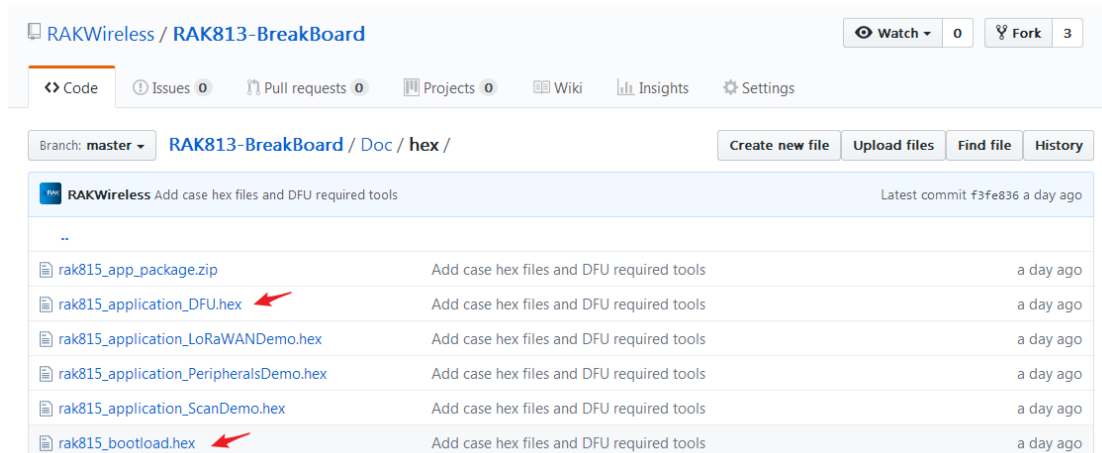 RAKWireless / RAK813-BreakBoard Watch 0 Fork 3
Code Issues 0 Pull requests 0 Projects 0 Wiki Insights Settings
Branch: master RAK813-BreakBoard / Doc / hex / Create new file Upload files Find file History
RAKWireless Add case hex files and DFU required tools Latest commit f3fe836 a day ago
..
rak815_app_package.zip Add case hex files and DFU required tools a day ago
rak815_application_DFU.hex Add case hex files and DFU required tools a day ago
rak815_application_LoRaWANDemo.hex Add case hex files and DFU required tools a day ago
rak815_application_PeripheralsDemo.hex Add case hex files and DFU required tools a day ago
rak815_application_ScanDemo.hex Add case hex files and DFU required tools a day ago
rak815_bootload.hex Add case hex files and DFU required tools a day ago